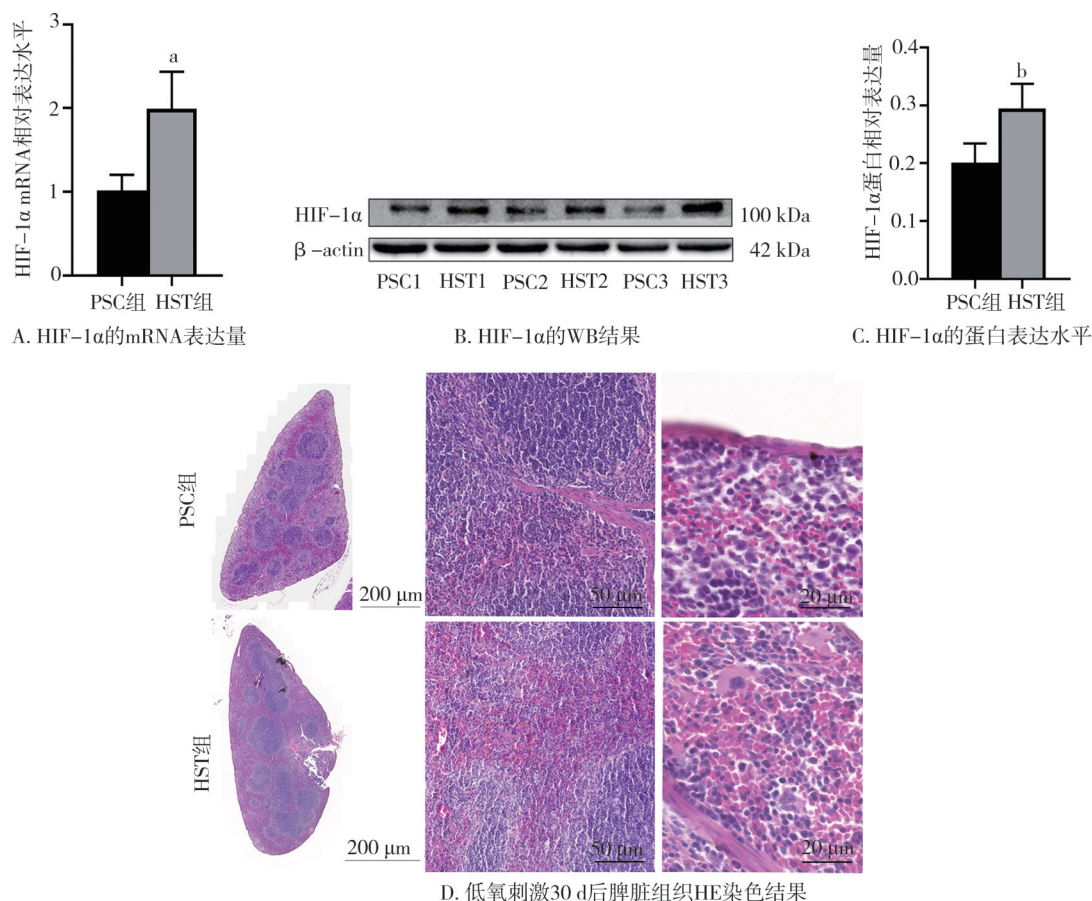 HIF-1α mRNA相对表达水平
3
2
1
0
a
PSC组 HST组
A. HIF-1α的mRNA表达量
HIF-1α
100 kDa
β-actin
42 kDa
PSC1 HST1 PSC2 HST2 PSC3 HST3
B. HIF-1α的WB结果
HIF-1α蛋白相对表达量
0.4
0.3
0.2
0.1
0.0
b
PSC组 HST组
C. HIF-1α的蛋白表达水平
PSC组
200 μm
50 μm
20 μm
HST组
200 μm
50 μm
20 μm
D. 低氧刺激30 d后脾脏组织HE染色结果